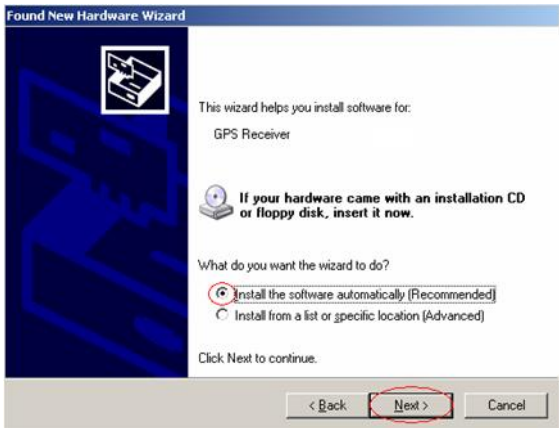 Found New Hardware Wizard
This wizard helps you install software for:
GPS Receiver
If your hardware came with an installation CD
or floppy disk, insert it now.
What do you want the wizard to do?
Install the software automatically (Recommended)
Install from a list or specific location (Advanced)
Click Next to continue.
< Back Next > Cancel